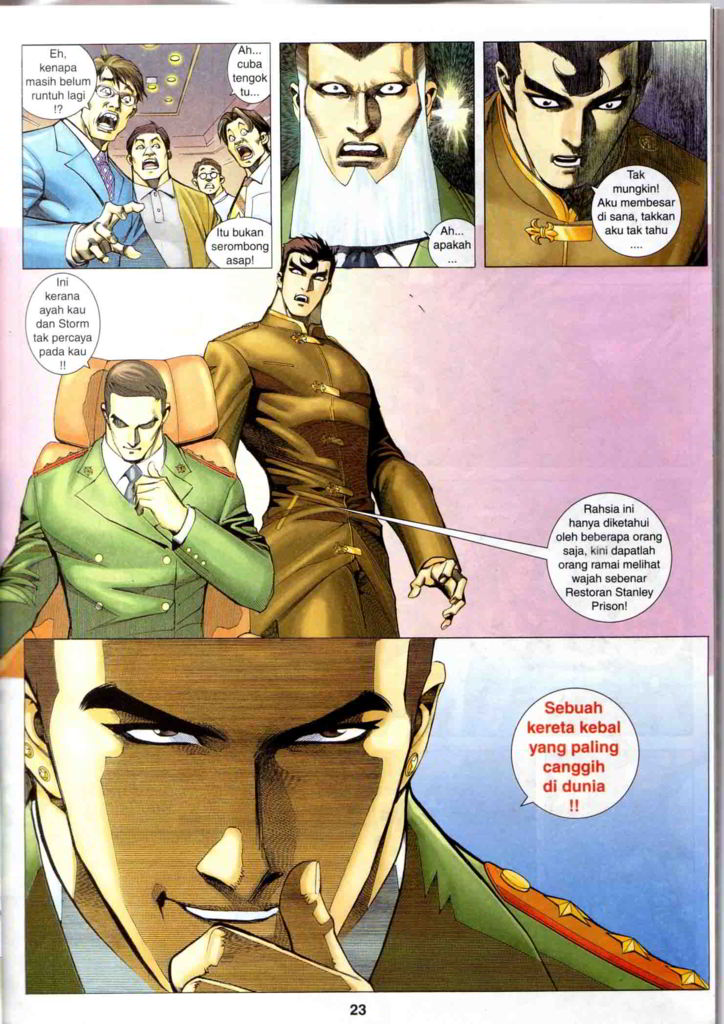 Eh,
kenapa
masih belum
runtuh lagi
!?
Ah...
cuba
tengok
tu...
Itu bukan
serombong
asap!
Ah...
apakah
...
Tak
mungkin!
Aku membesar
di sana, takkan
aku tak tahu
....
Ini
kerana
ayah kau
dan Storm
tak percaya
pada kau
!!
Rahsia ini
hanya diketahui
oleh beberapa orang
saja, kini dapatlah
orang ramai melihat
wajah sebenar
Restoran Stanley
Prison!
Sebuah
kereta kebal
yang paling
canggih
di dunia
!!
23